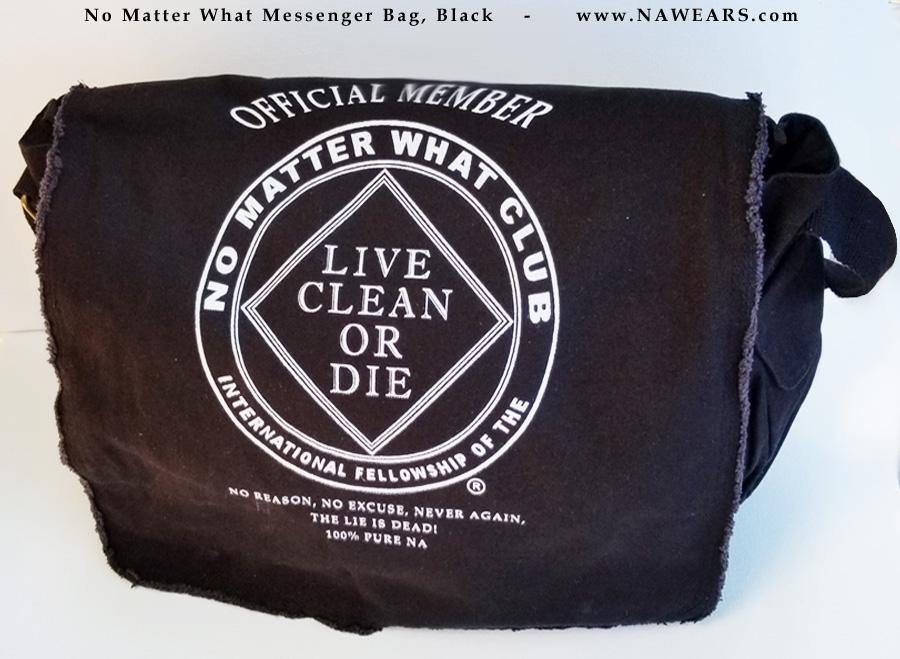 No Matter What Messenger Bag, Black - www.NAWEARS.com
OFFICIAL MEMBER
NO MATTER WHAT CLUB
LIVE
CLEAN
OR
DIE
INTERNATIONAL FELLOWSHIP OF THE
®
NO REASON, NO EXCUSE, NEVER AGAIN,
THE LIE IS DEAD!
100% PURE NA